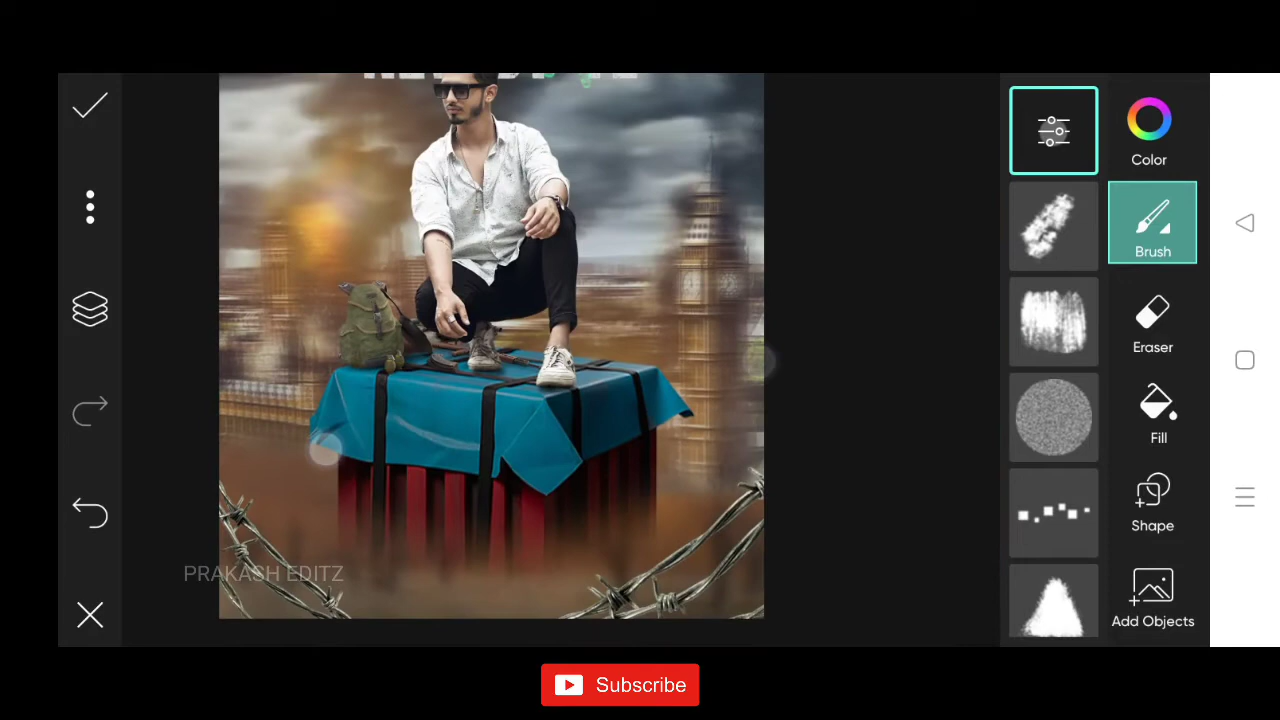 Color
Brush
Eraser
Fill
Shape
Add Objects
PRAKASH EDITZ
Subscribe